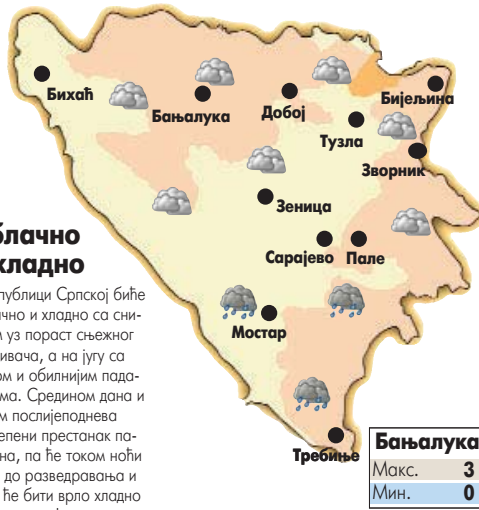 Бихаћ
Бањалука
Добој
Бијељина
Тузла
Зворник
Зеница
Сарајево
Пале
Мостар
Требиње
блачно
хладно
публици Српској биће
чно и хладно са сни-
м уз пораст сњежног
ивача, а на југу са
ом и обилнијим пада-
ма. Средином дана и
м послијеподнева
епени престанак па-
на, па ће током ноћи
до разведравања и
ће бити врло хладно
Бањалука
Макс. 3
Мин. 0